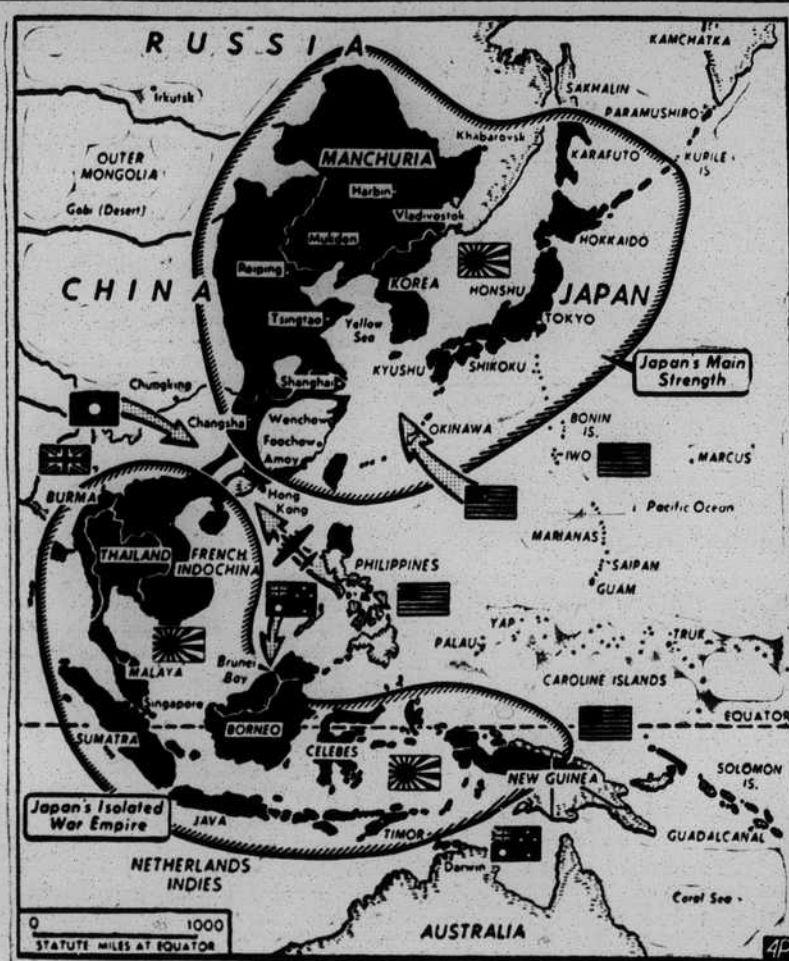 RUSSIA
KAMCHATKA
Irkutsk
SAKHALIN
PARAMUSHIRO
Khabarovsk
KARAFUTO
KURILE
IS
OUTER
MONGOLIA
MANCHURIA
Harbin
Gobi (Desert)
Vladivostok
HOKKAIDO
Mukden
Peiping
KOREA
HONSHU
JAPAN
CHINA
TOKYO
Tsingtao
Yellow
Sea
KYUSHU
SHIKOKU
Japan's Main
Strength
Chungking
Shanghai
Changsha
Wenchow
Foochow
Amoy
OKINAWA
BONIN
IS.
IWO
MARCUS
BURMA
Hong
Kong
Pacific Ocean
THAILAND
FRENCH
INDOCHINA
PHILIPPINES
MARIANAS
SAIPAN
GUAM
YAP
PALAU
TRUK
MALAYA
Brunei
Bay
CAROLINE ISLANDS
Singapore
EQUATOR
SUMATRA
BORNEO
CELEBES
NEW GUINEA
SOLOMON
IS.
Japan's Isolated
War Empire
JAVA
TIMOR
GUADALCANAL
NETHERLANDS
INDIES
Darwin
Coral Sea
0 1000
STATUTE MILES AT EQUATOR
AUSTRALIA
AP